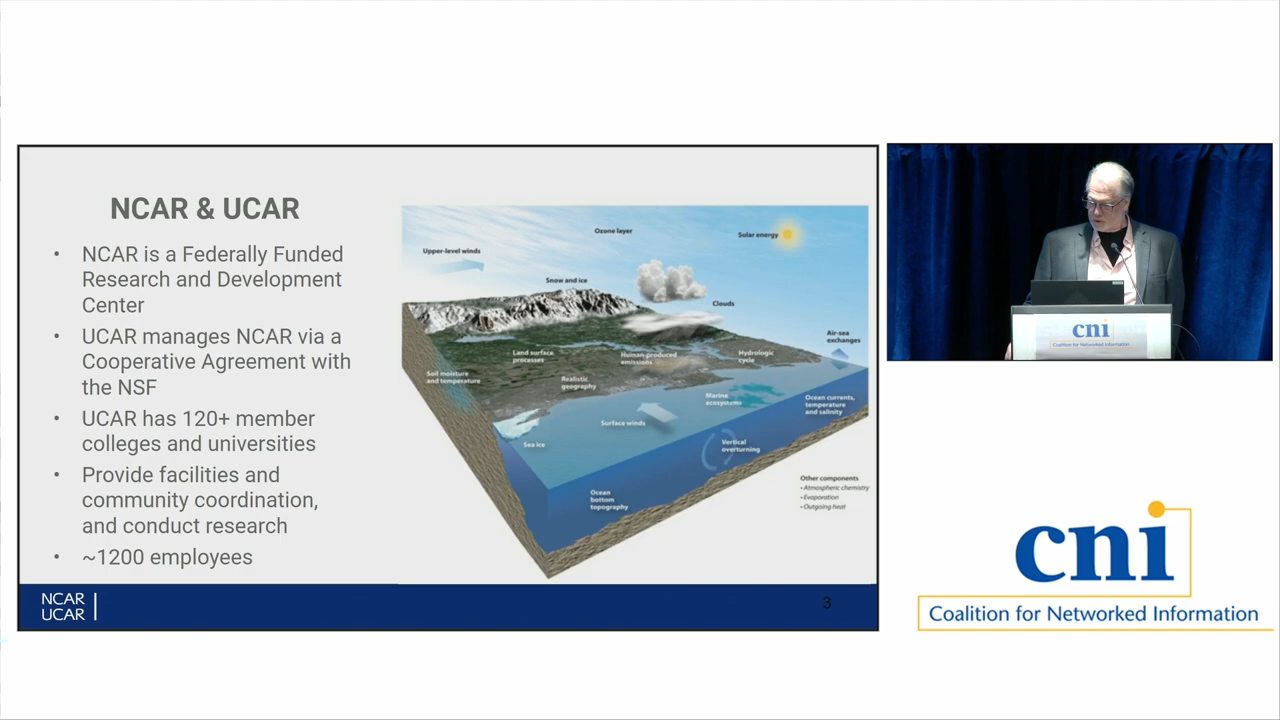 NCAR & UCAR
• NCAR is a Federally Funded
Research and Development
Center
• UCAR manages NCAR via a
Cooperative Agreement with
the NSF
• UCAR has 120+ member
colleges and universities
• Provide facilities and
community coordination,
and conduct research
• ~1200 employees
Ozone layer
Solar energy
Upper-level winds
Snow and ice
Clouds
Air-sea
exchanges
Land surface
processes
Human-produced
emissions
Hydrologic
cycle
Soil moisture
and temperature
Realistic
geography
Marine
ecosystems
Ocean currents,
temperature
and salinity
Surface winds
Sea ice
Vertical
overturning
Ocean
bottom
topography
Other components
• Atmospheric chemistry
• Evaporation
• Outgoing heat
NCAR
UCAR
3
cni
Coalition for Networked Information
cni
Coalition for Networked Information